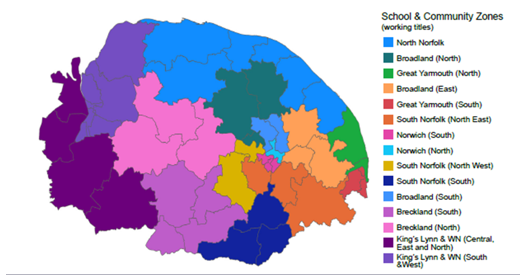 School & Community Zones
(working titles)
North Norfolk
Broadland (North)
Great Yarmouth (North)
Broadland (East)
Great Yarmouth (South)
South Norfolk (North East)
Norwich (South)
Norwich (North)
South Norfolk (North West)
South Norfolk (South)
Broadland (South)
Breckland (South)
Breckland (North)
King's Lynn & WN (Central,
East and North)
King's Lynn & WN (South
&West)